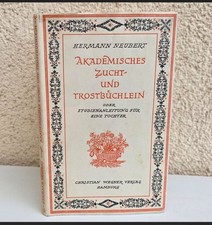 HERMANN NEUBERT
AKADEMISCHES
ZUCHT-
UND
TROSTBÜCHLEIN
ODER
STUDIENANLEITUNG FÜR
EINE TOCHTER
CHRISTIAN WEGNER VERLAG
HAMBURG